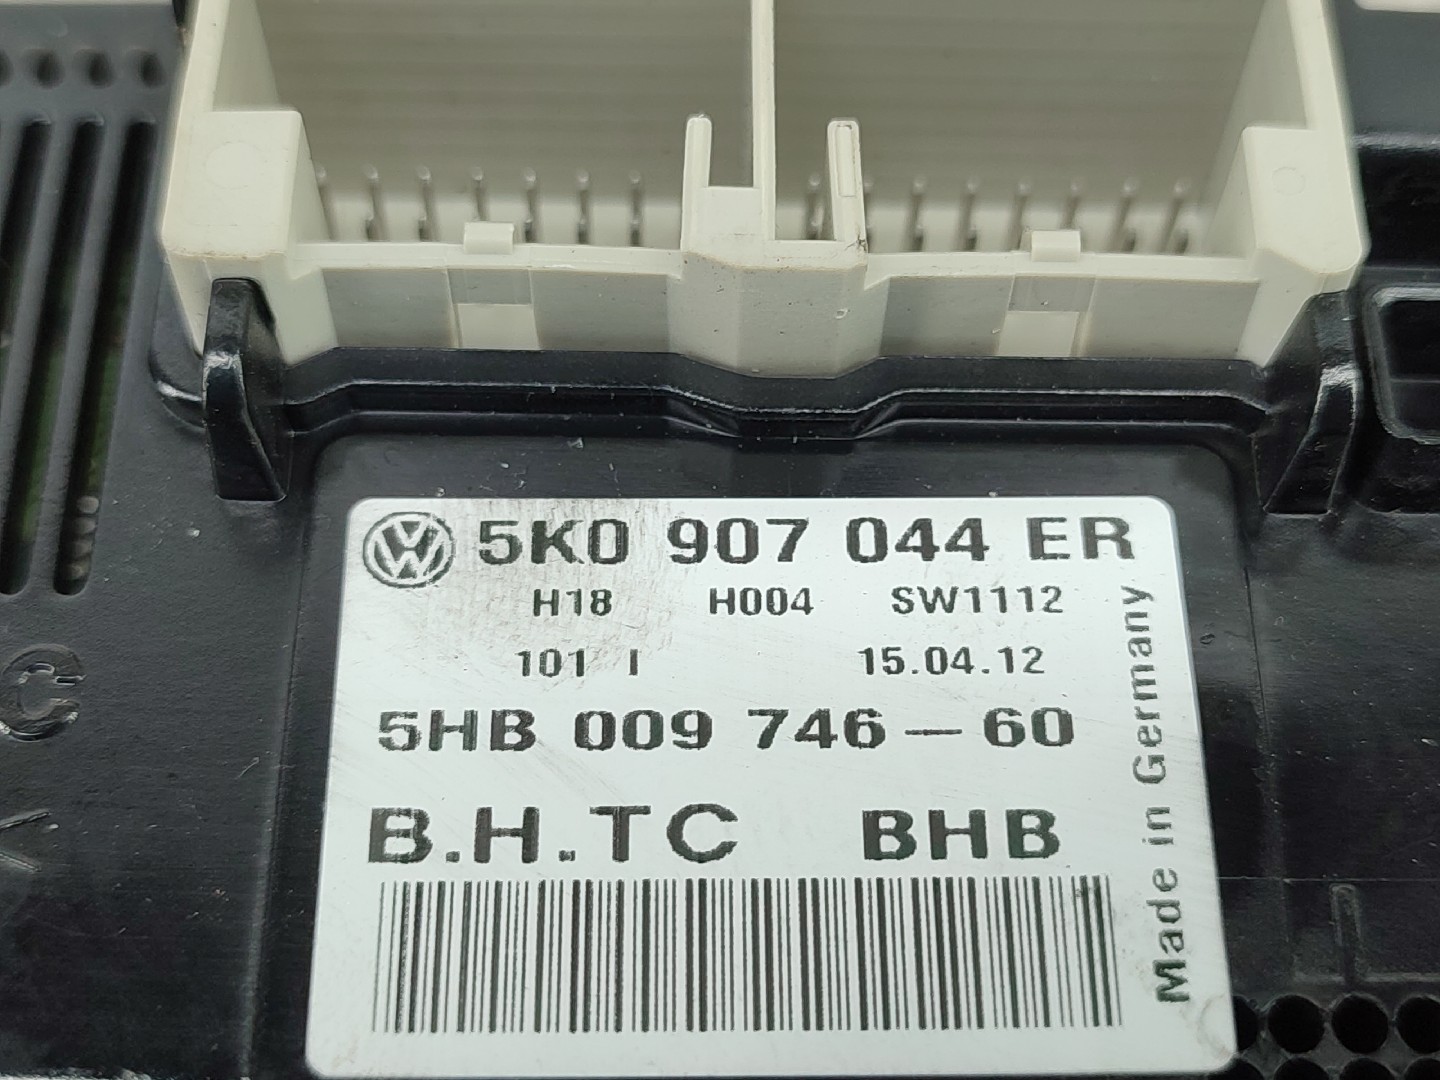 5K0 907 044 ER
H18 H004 SW1112
101 I 15.04.12
5HB 009 746-60
B.H.TC BHB
Made in Germany
C